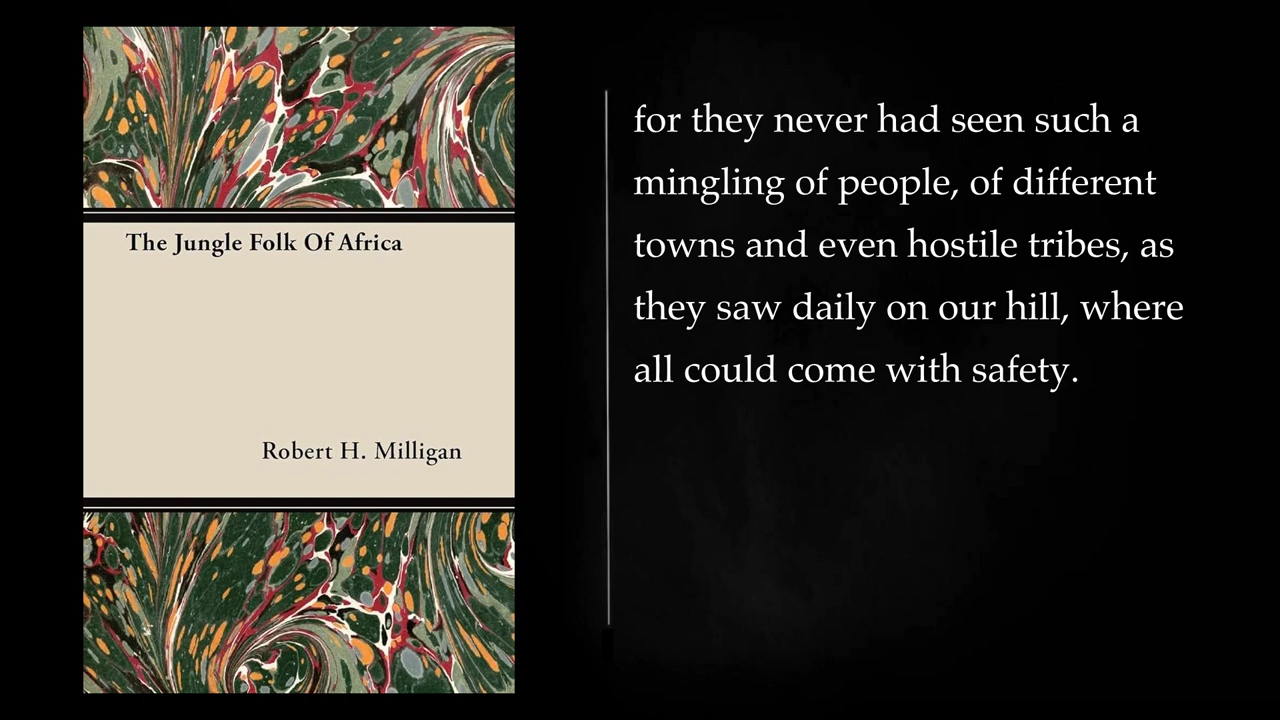 The Jungle Folk Of Africa
Robert H. Milligan
for they never had seen such a
mingling of people, of different
towns and even hostile tribes, as
they saw daily on our hill, where
all could come with safety.